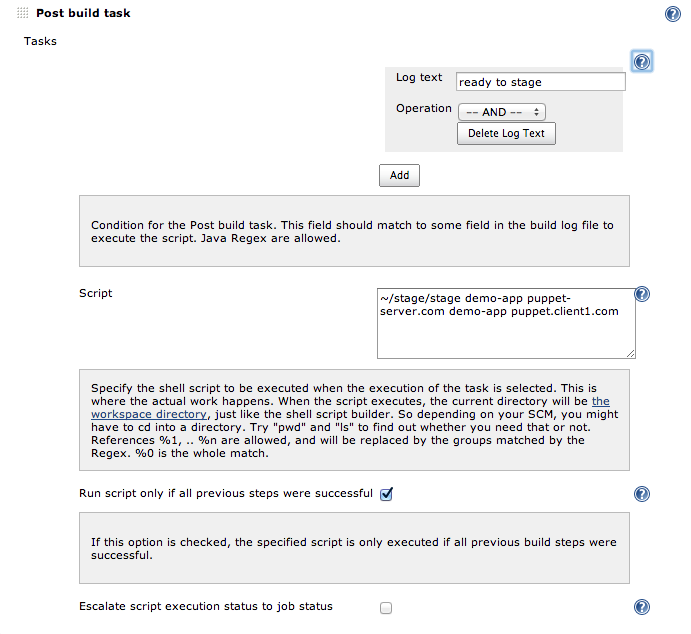 Post build task
Tasks
Log text
ready to stage
Operation
-- AND --
Delete Log Text
Add
Condition for the Post build task. This field should match to some field in the build log file to
execute the script. Java Regex are allowed.
Script
~/stage/stage demo-app puppet-
server.com demo-app puppet.client1.com
Specify the shell script to be executed when the execution of the task is selected. This is
where the actual work happens. When the script executes, the current directory will be the
workspace directory, just like the shell script builder. So depending on your SCM, you might
have to cd into a directory. Try "pwd" and "ls" to find out whether you need that or not.
References %1, .. %n are allowed, and will be replaced by the groups matched by the
Regex. %0 is the whole match.
Run script only if all previous steps were successful
If this option is checked, the specified script is only executed if all previous build steps were
successful.
Escalate script execution status to job status